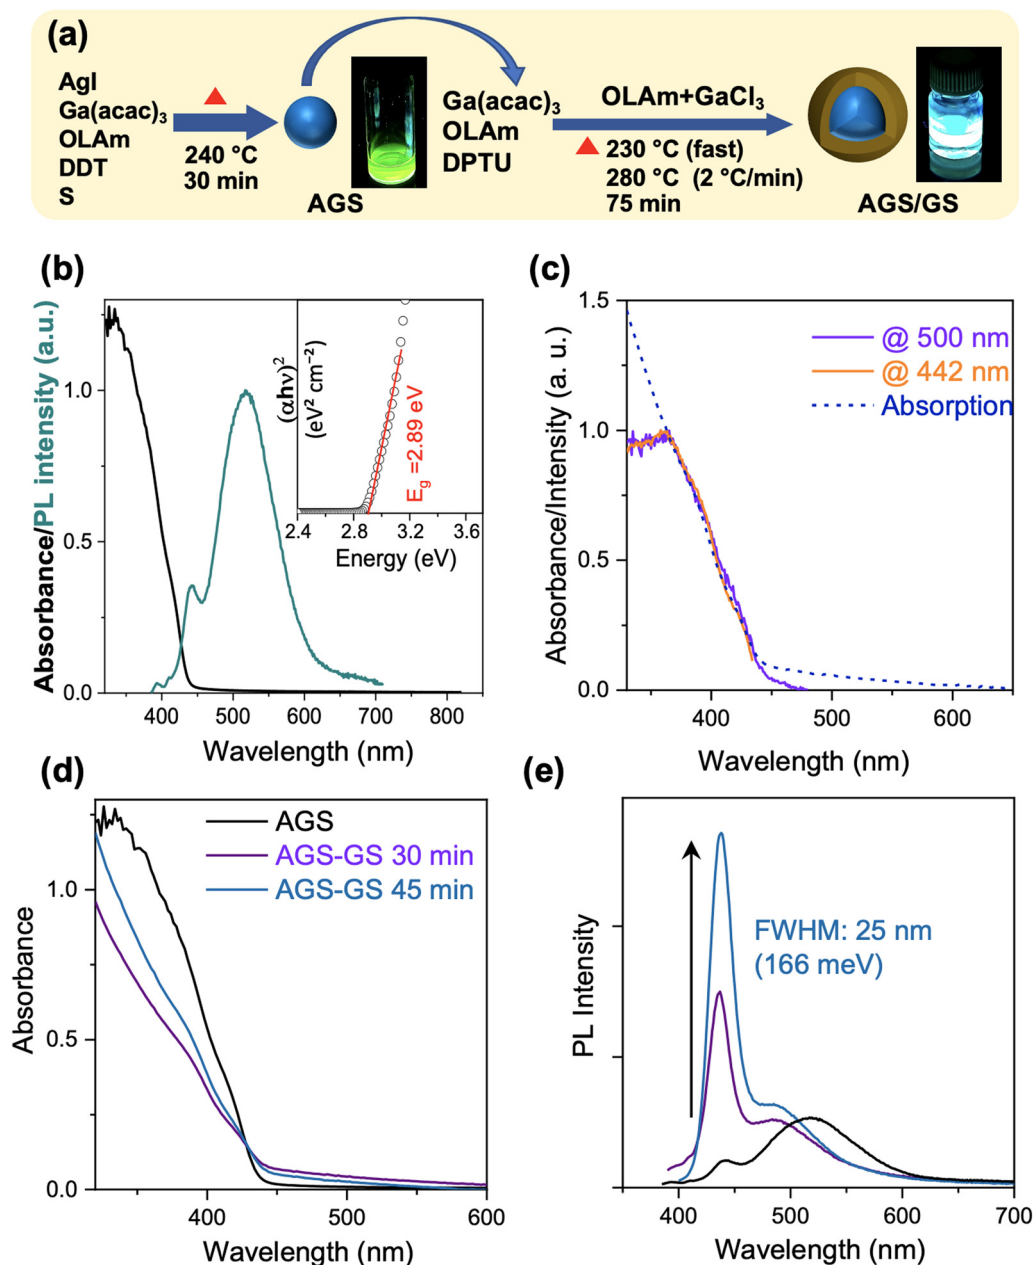 (a)
AgI
Ga(acac)₃
OLAm
DDT
S
240 °C
30 min
AGS
Ga(acac)₃
OLAm
DPTU
OLAm+GaCl₃
230 °C (fast)
280 °C (2 °C/min)
75 min
AGS/GS
(b)
Absorbance/PL intensity (a.u.)
1.0
0.5
0.0
400 500 600 700 800
Wavelength (nm)
(αhν)²
(eV² cm⁻²)
E_g =2.89 eV
2.4 2.8 3.2 3.6
Energy (eV)
(c)
Absorbance/Intensity (a. u.)
1.5
1.0
0.5
0.0
@ 500 nm
@ 442 nm
Absorption
400 500 600
Wavelength (nm)
(d)
Absorbance
1.0
0.5
0.0
AGS
AGS-GS 30 min
AGS-GS 45 min
400 500 600
Wavelength (nm)
(e)
PL Intensity
FWHM: 25 nm
(166 meV)
400 500 600 700
Wavelength (nm)